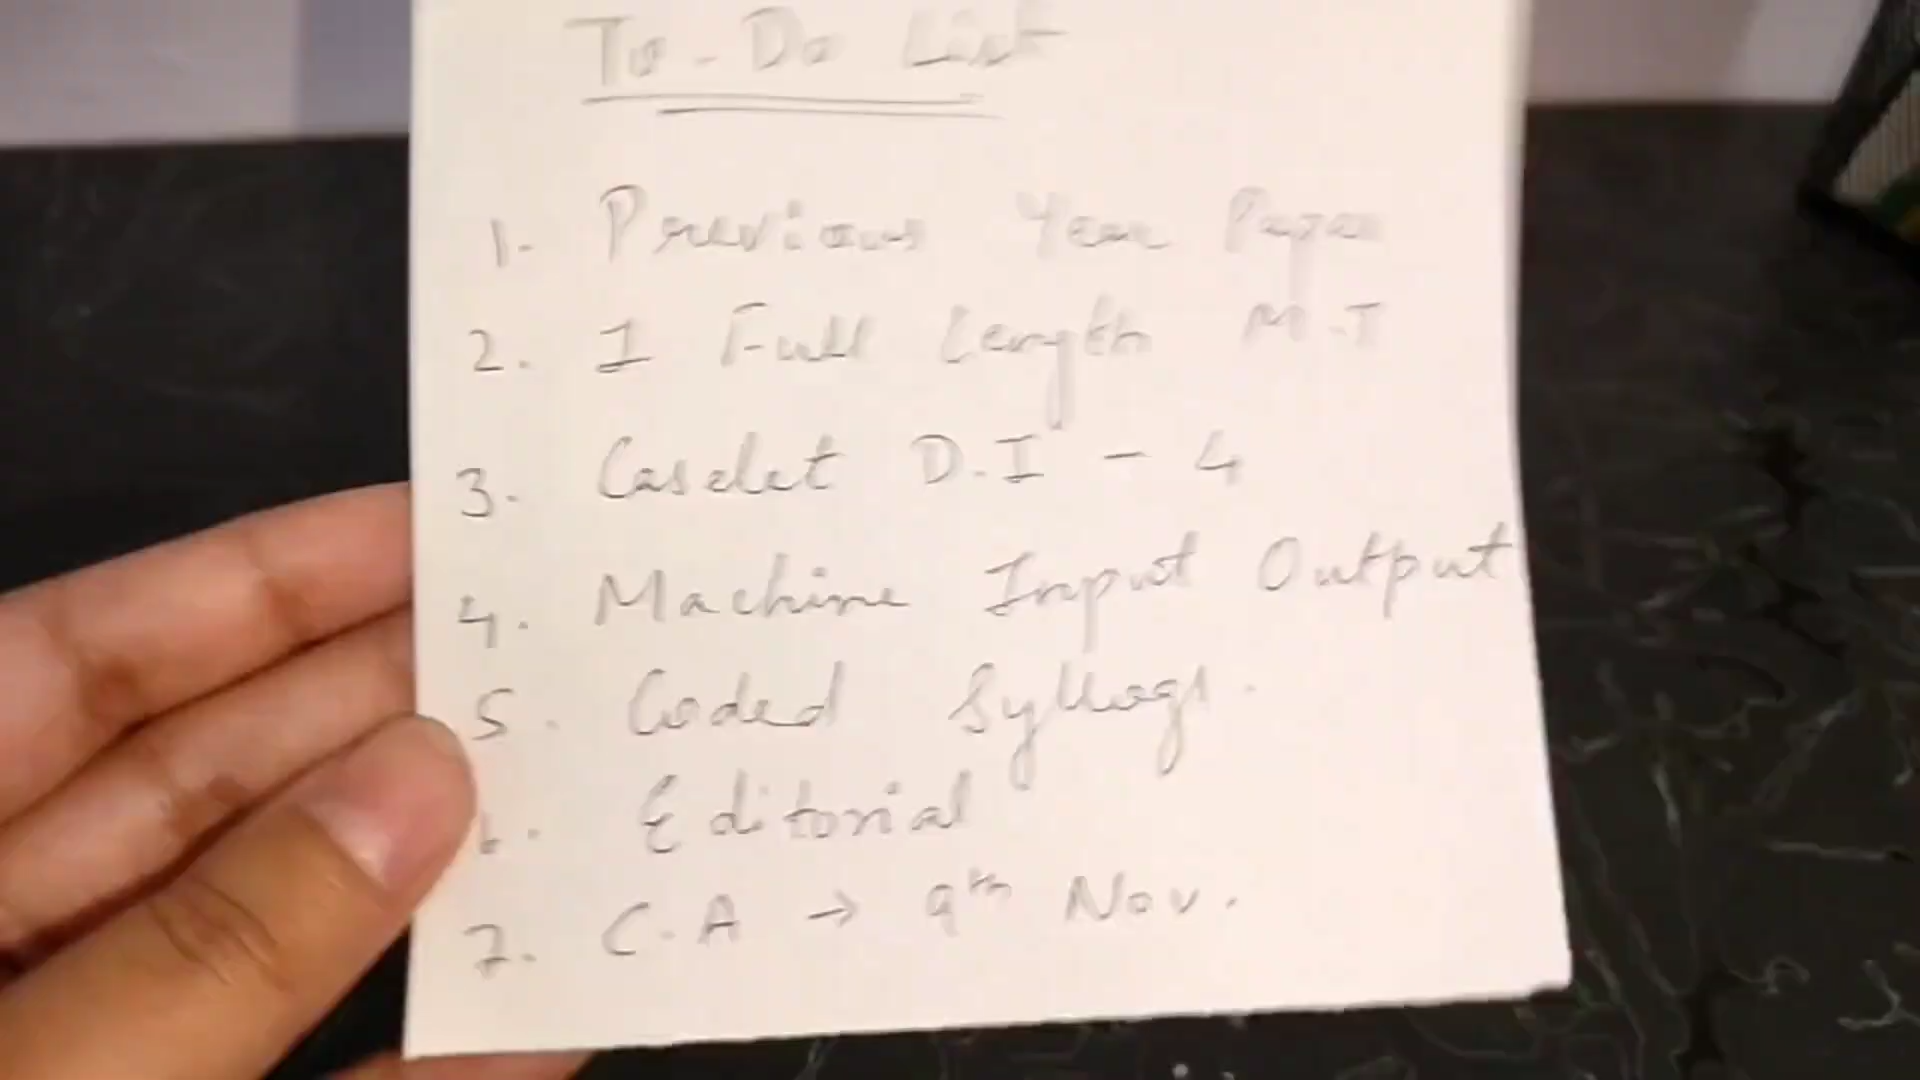 To-Do List
1. Previous Year Paper
2. 1 Full Length M.T
3. Caselet D.I - 4
4. Machine Input Output
5. Coded Syllogs.
6. Editorial
7. C.A → 9th Nov.